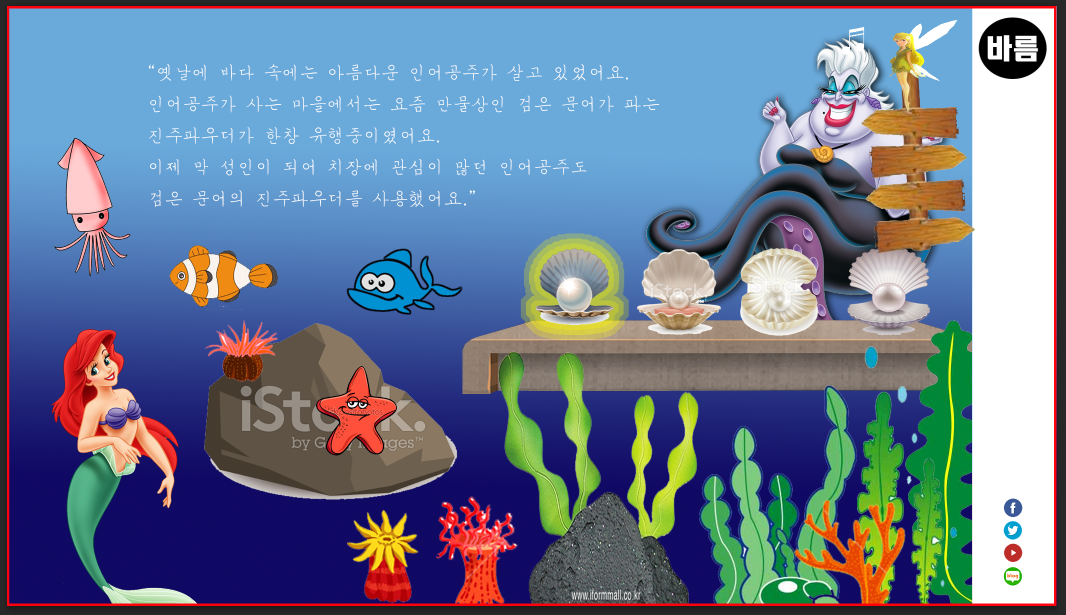 “옛날에 바다 속에는 아름다운 인어공주가 살고 있었어요.
인어공주가 사는 마을에서는 요즘 만물상인 검은 문어가 파는
진주파우더가 한창 유행중이였어요.
이제 막 성인이 되어 치장에 관심이 많던 인어공주도
검은 문어의 진주파우더를 사용했어요.”
바름
iStock
iStock.
by Getty Images™
blog
www.iformmall.co.kr